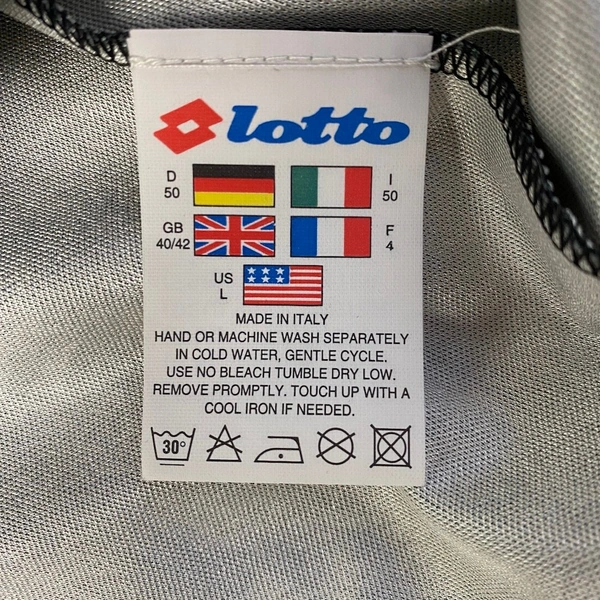 lotto
D 50
I 50
GB 40/42
F 4
US L
MADE IN ITALY
HAND OR MACHINE WASH SEPARATELY
IN COLD WATER, GENTLE CYCLE.
USE NO BLEACH TUMBLE DRY LOW.
REMOVE PROMPTLY. TOUCH UP WITH A
COOL IRON IF NEEDED.
30°